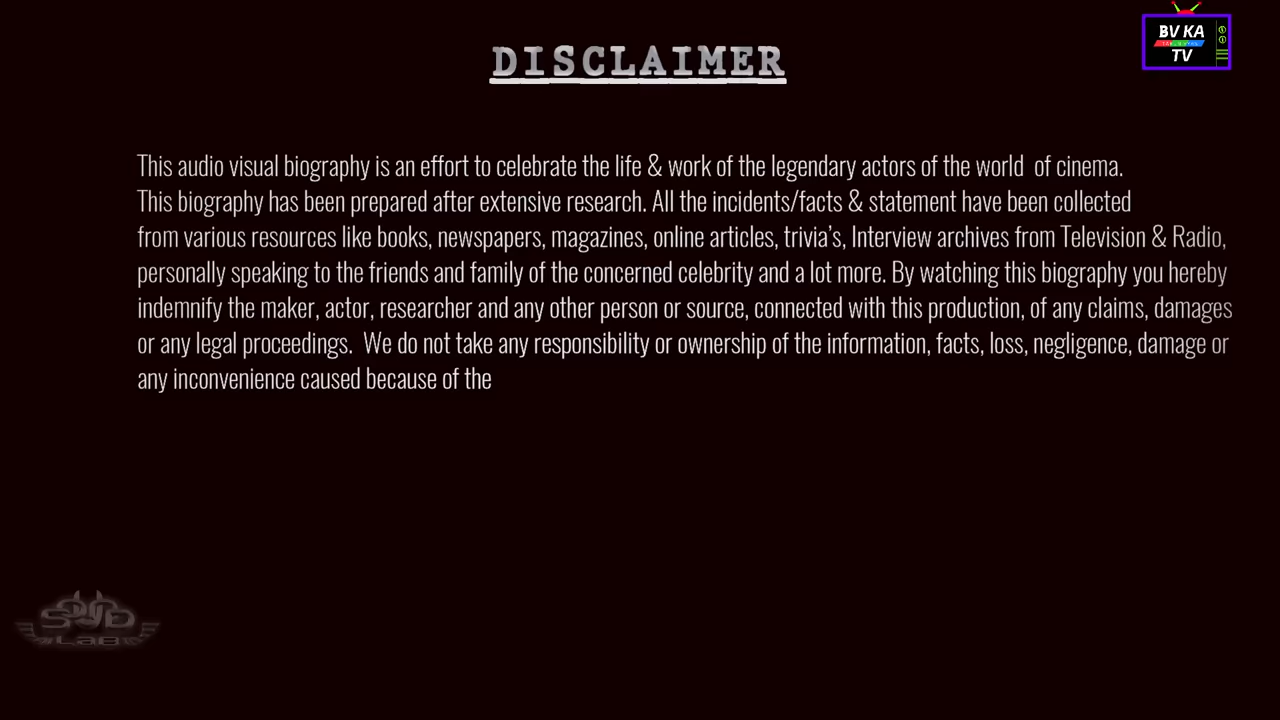 BV KA
TV
DISCLAIMER
This audio visual biography is an effort to celebrate the life & work of the legendary actors of the world of cinema.
This biography has been prepared after extensive research. All the incidents/facts & statement have been collected
from various resources like books, newspapers, magazines, online articles, trivia's, Interview archives from Television & Radio,
personally speaking to the friends and family of the concerned celebrity and a lot more. By watching this biography you hereby
indemnify the maker, actor, researcher and any other person or source, connected with this production, of any claims, damages
or any legal proceedings. We do not take any responsibility or ownership of the information, facts, loss, negligence, damage or
any inconvenience caused because of the
LAB